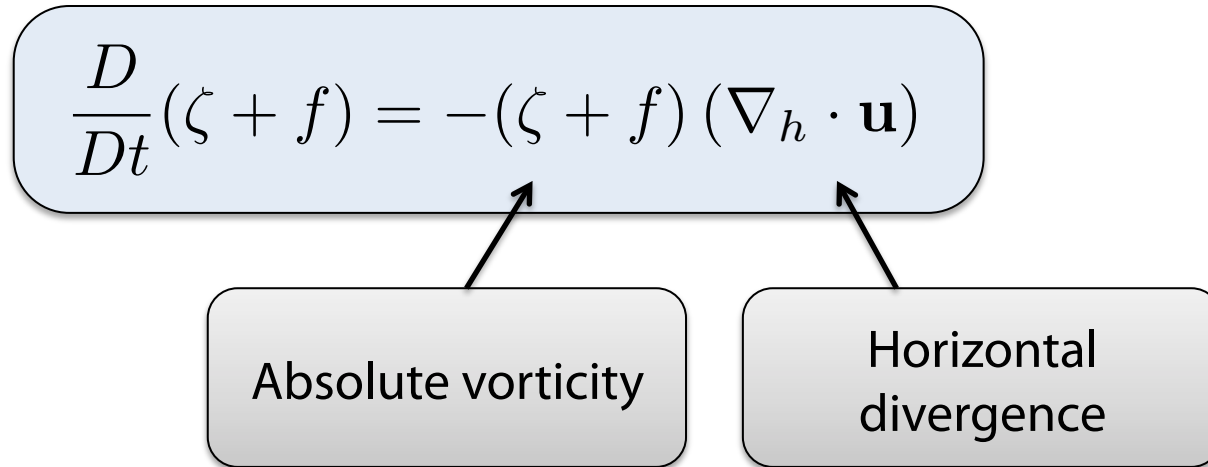 D/Dt (ζ + f) = −(ζ + f) (∇_h · 𝐮)
Absolute vorticity
Horizontal
divergence